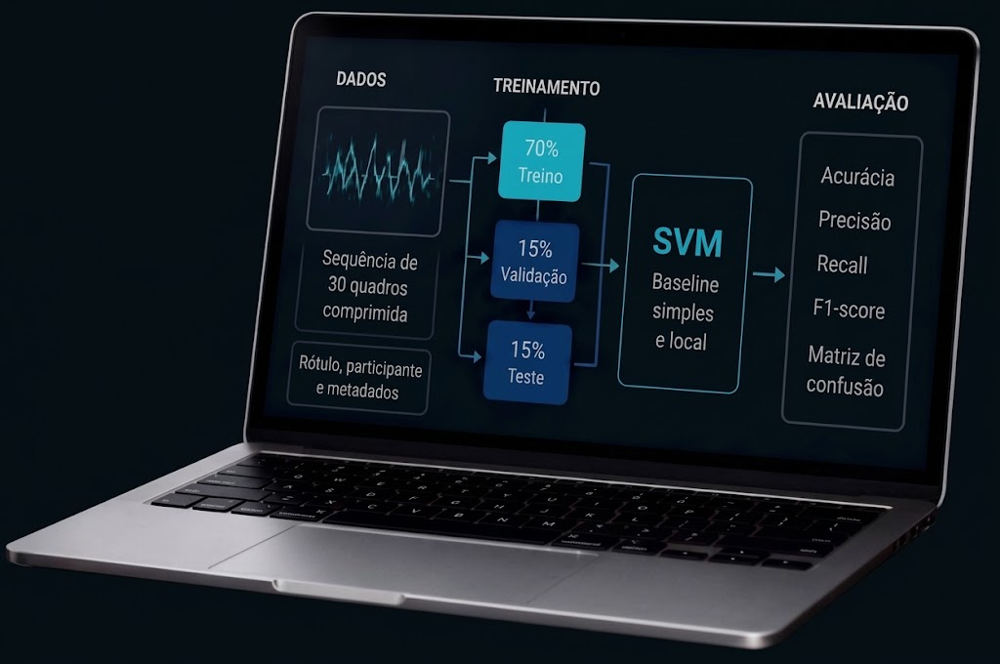 DADOS
Sequência de
30 quadros
comprimida
Rótulo, participante
e metadados
TREINAMENTO
70%
Treino
15%
Validação
15%
Teste
SVM
Baseline
simples
e local
AVALIAÇÃO
Acurácia
Precisão
Recall
F1-score
Matriz de
confusão